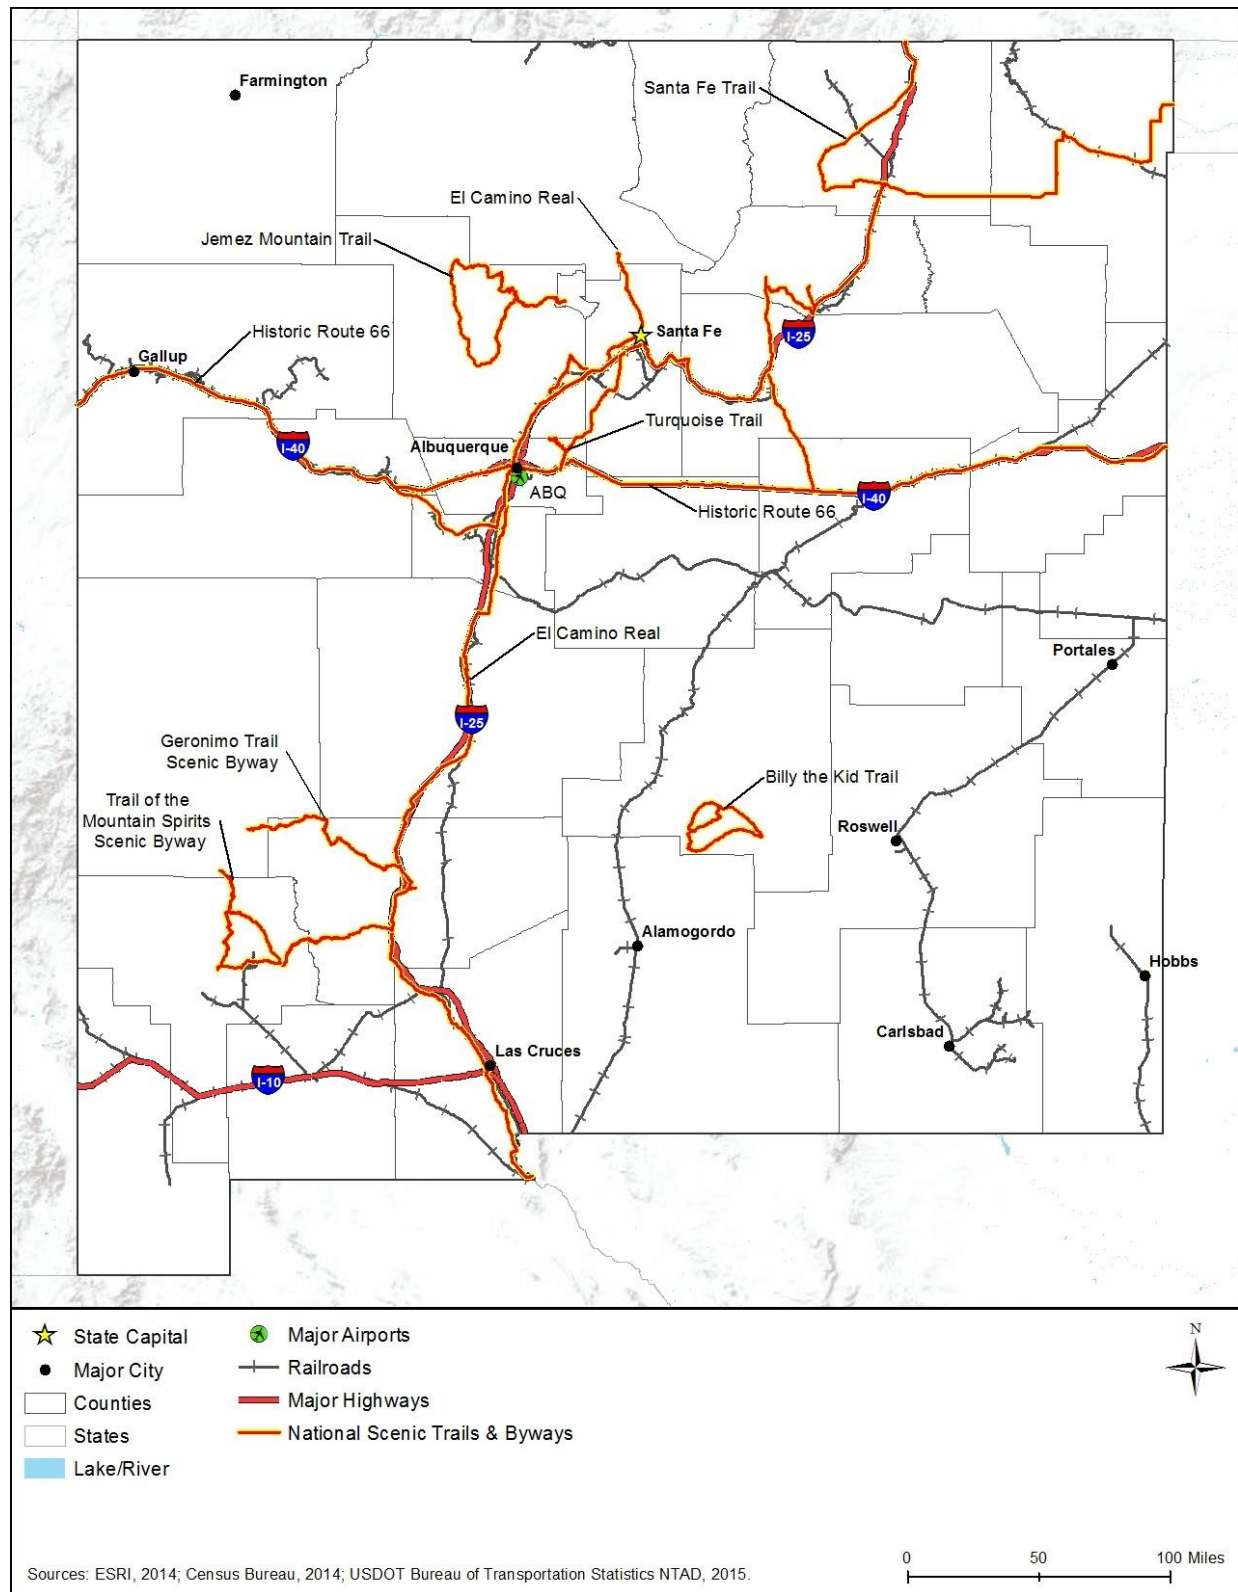 Farmington
Santa Fe Trail
El Camino Real
Jemez Mountain Trail
Historic Route 66
Gallup
Santa Fe
I-25
Turquoise Trail
I-40
Albuquerque
ABQ
I-40
Historic Route 66
El Camino Real
Portales
I-25
Geronimo Trail
Scenic Byway
Billy the Kid Trail
Trail of the
Mountain Spirits
Scenic Byway
Roswell
Alamogordo
Hobbs
Carlsbad
Las Cruces
I-10
State Capital
Major City
Counties
States
Lake/River
Major Airports
Railroads
Major Highways
National Scenic Trails & Byways
N
0 50 100 Miles
Sources: ESRI, 2014; Census Bureau, 2014; USDOT Bureau of Transportation Statistics NTAD, 2015.